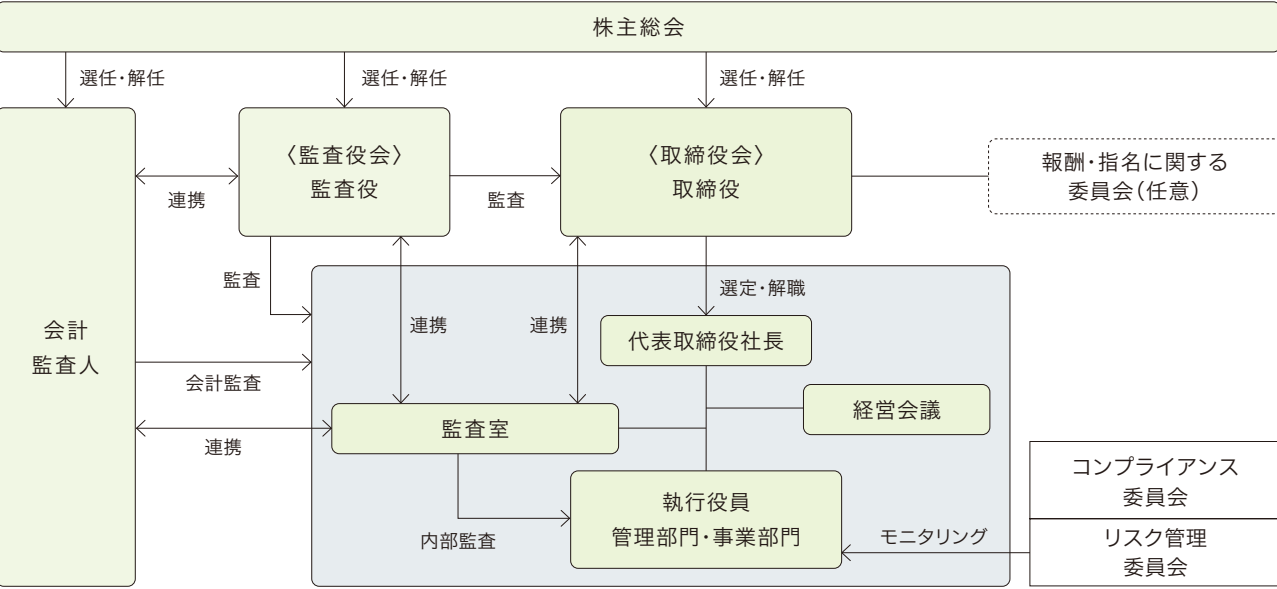 株主総会
選任・解任
選任・解任
選任・解任
〈監査役会〉
監査役
〈取締役会〉
取締役
報酬・指名に関する
委員会(任意)
連携
監査
監査
選定・解職
会計
監査人
連携
連携
代表取締役社長
会計監査
経営会議
監査室
連携
コンプライアンス
委員会
執行役員
管理部門・事業部門
内部監査
モニタリング
リスク管理
委員会